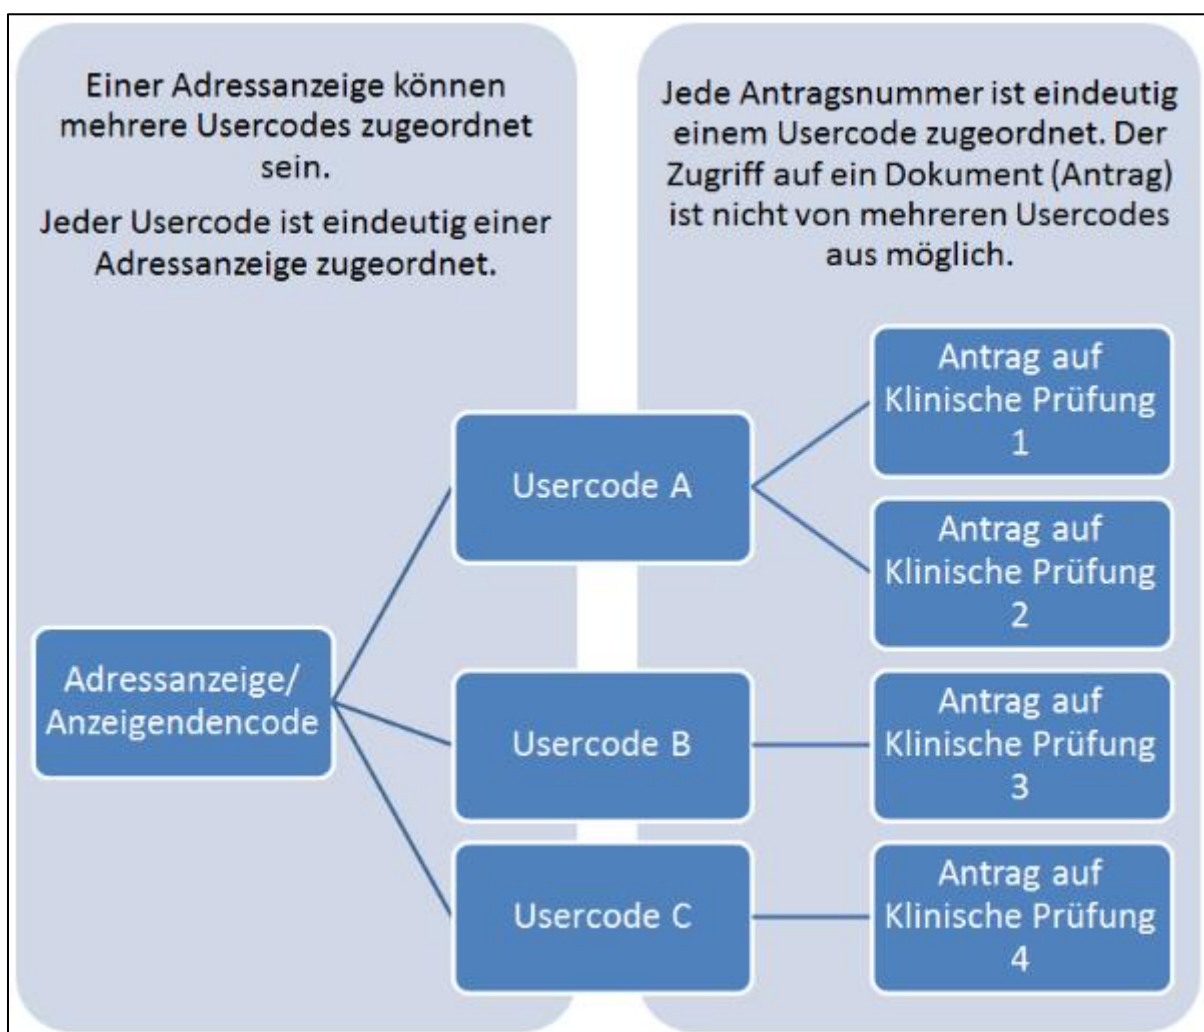 Einer Adressanzeige können
mehrere Usercodes zugeordnet
sein.
Jeder Usercode ist eindeutig einer
Adressanzeige zugeordnet.
Jede Antragsnummer ist eindeutig
einem Usercode zugeordnet. Der
Zugriff auf ein Dokument (Antrag)
ist nicht von mehreren Usercodes
aus möglich.
Adressanzeige/
Anzeigendencode
Usercode A
Usercode B
Usercode C
Antrag auf
Klinische Prüfung
1
Antrag auf
Klinische Prüfung
2
Antrag auf
Klinische Prüfung
3
Antrag auf
Klinische Prüfung
4